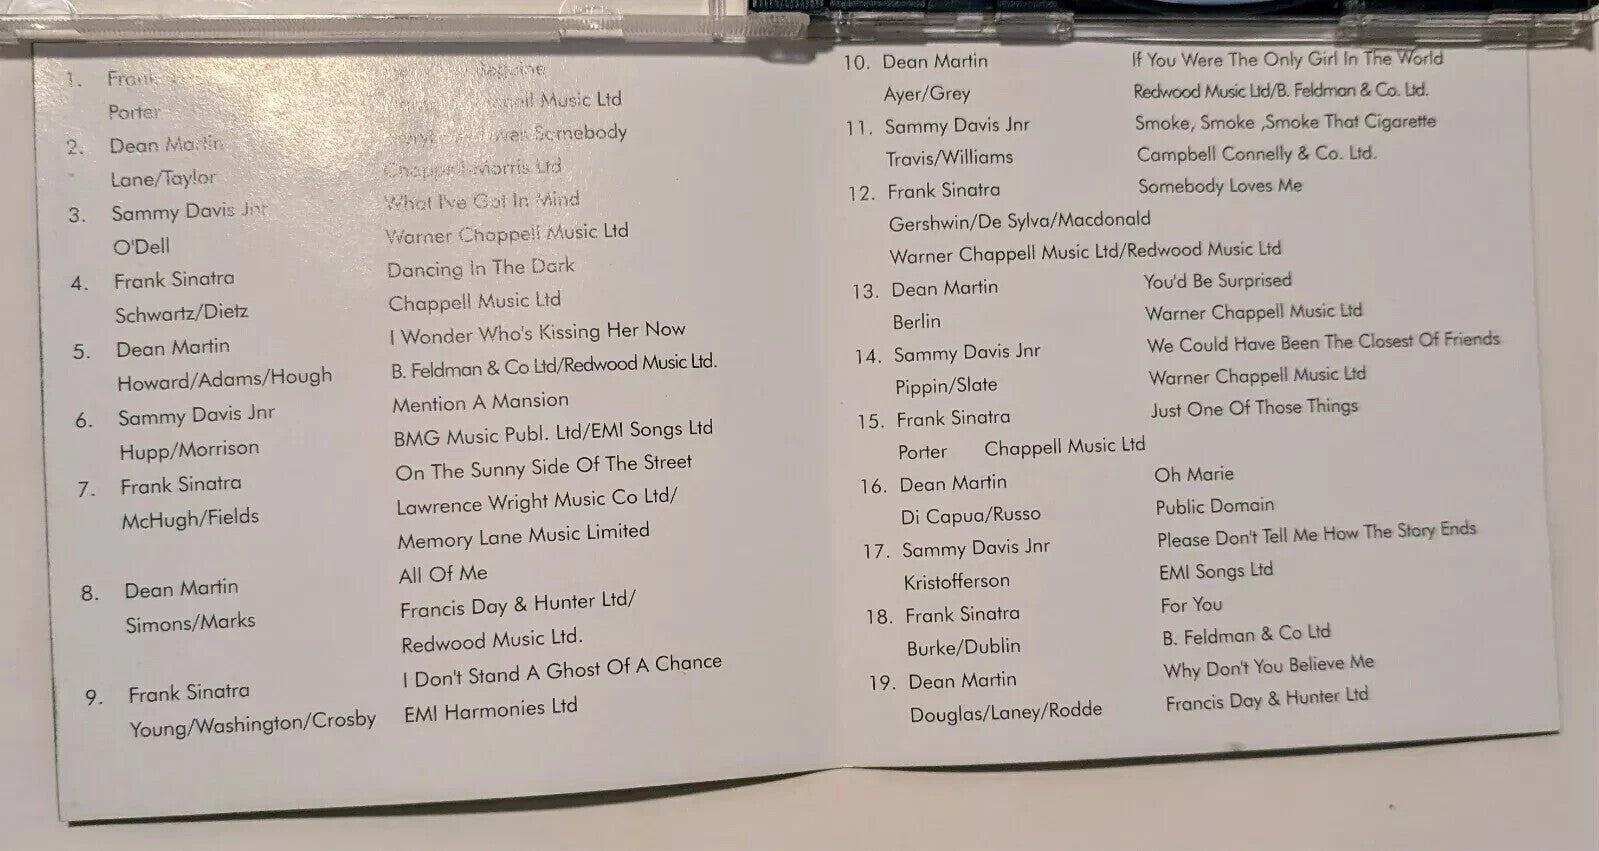 1. Porter Music Ltd
2. Dean Martin Somebody
Lane/Taylor Chappell Morris Ltd
3. Sammy Davis Jnr What I've Got In Mind
O'Dell Warner Chappell Music Ltd
4. Frank Sinatra Dancing In The Dark
Schwartz/Dietz Chappell Music Ltd
5. Dean Martin I Wonder Who's Kissing Her Now
Howard/Adams/Hough B. Feldman & Co Ltd/Redwood Music Ltd.
6. Sammy Davis Jnr Mention A Mansion
Hupp/Morrison BMG Music Publ. Ltd/EMI Songs Ltd
7. Frank Sinatra On The Sunny Side Of The Street
McHugh/Fields Lawrence Wright Music Co Ltd/
Memory Lane Music Limited
8. Dean Martin All Of Me
Simons/Marks Francis Day & Hunter Ltd/
Redwood Music Ltd.
9. Frank Sinatra I Don't Stand A Ghost Of A Chance
Young/Washington/Crosby EMI Harmonies Ltd
10. Dean Martin If You Were The Only Girl In The World
Ayer/Grey Redwood Music Ltd/B. Feldman & Co. Ltd.
11. Sammy Davis Jnr Smoke, Smoke ,Smoke That Cigarette
Travis/Williams Campbell Connelly & Co. Ltd.
12. Frank Sinatra Somebody Loves Me
Gershwin/De Sylva/Macdonald
Warner Chappell Music Ltd/Redwood Music Ltd
13. Dean Martin You'd Be Surprised
Berlin Warner Chappell Music Ltd
14. Sammy Davis Jnr We Could Have Been The Closest Of Friends
Pippin/Slate Warner Chappell Music Ltd
15. Frank Sinatra Just One Of Those Things
Porter Chappell Music Ltd
16. Dean Martin Oh Marie
Di Capua/Russo Public Domain
17. Sammy Davis Jnr Please Don't Tell Me How The Story Ends
Kristofferson EMI Songs Ltd
18. Frank Sinatra For You
Burke/Dublin B. Feldman & Co Ltd
19. Dean Martin Why Don't You Believe Me
Douglas/Laney/Rodde Francis Day & Hunter Ltd